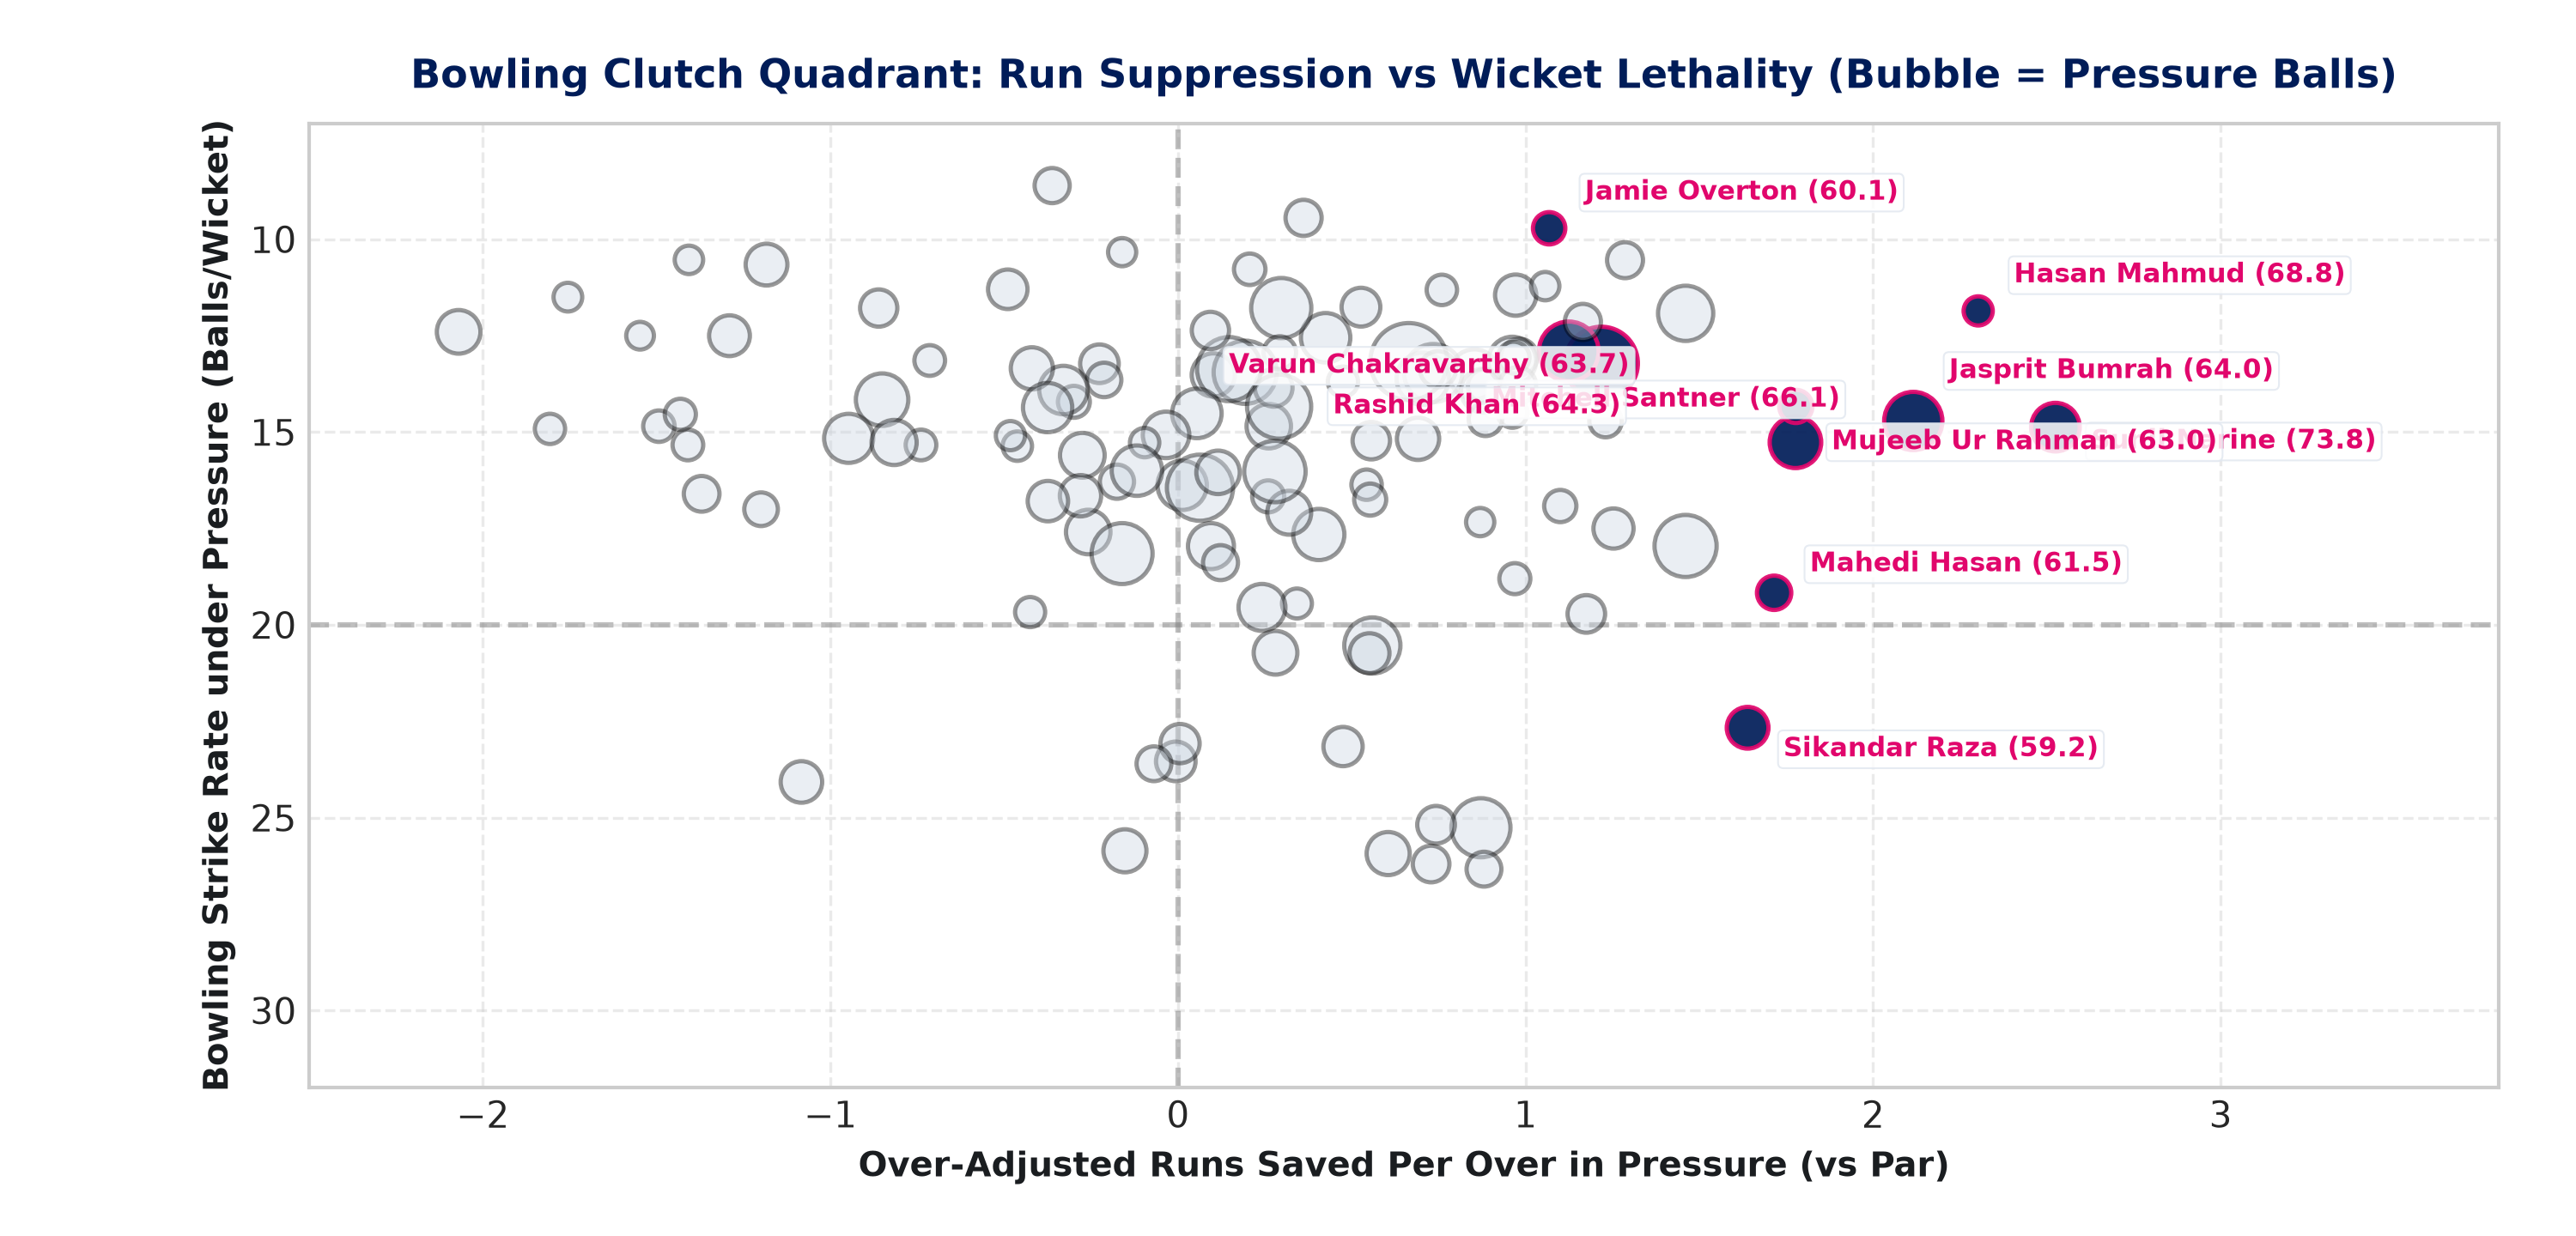 Bowling Clutch Quadrant: Run Suppression vs Wicket Lethality (Bubble = Pressure Balls)
Bowling Strike Rate under Pressure (Balls/Wicket)
10
15
20
25
30
Jamie Overton (60.1)
Hasan Mahmud (68.8)
Varun Chakravarthy (63.7)
Jasprit Bumrah (64.0)
Santner (66.1)
Rashid Khan (64.3)
Mujeeb Ur Rahman (63.0)
(73.8)
Mahedi Hasan (61.5)
Sikandar Raza (59.2)
−2
−1
0
1
2
3
Over-Adjusted Runs Saved Per Over in Pressure (vs Par)